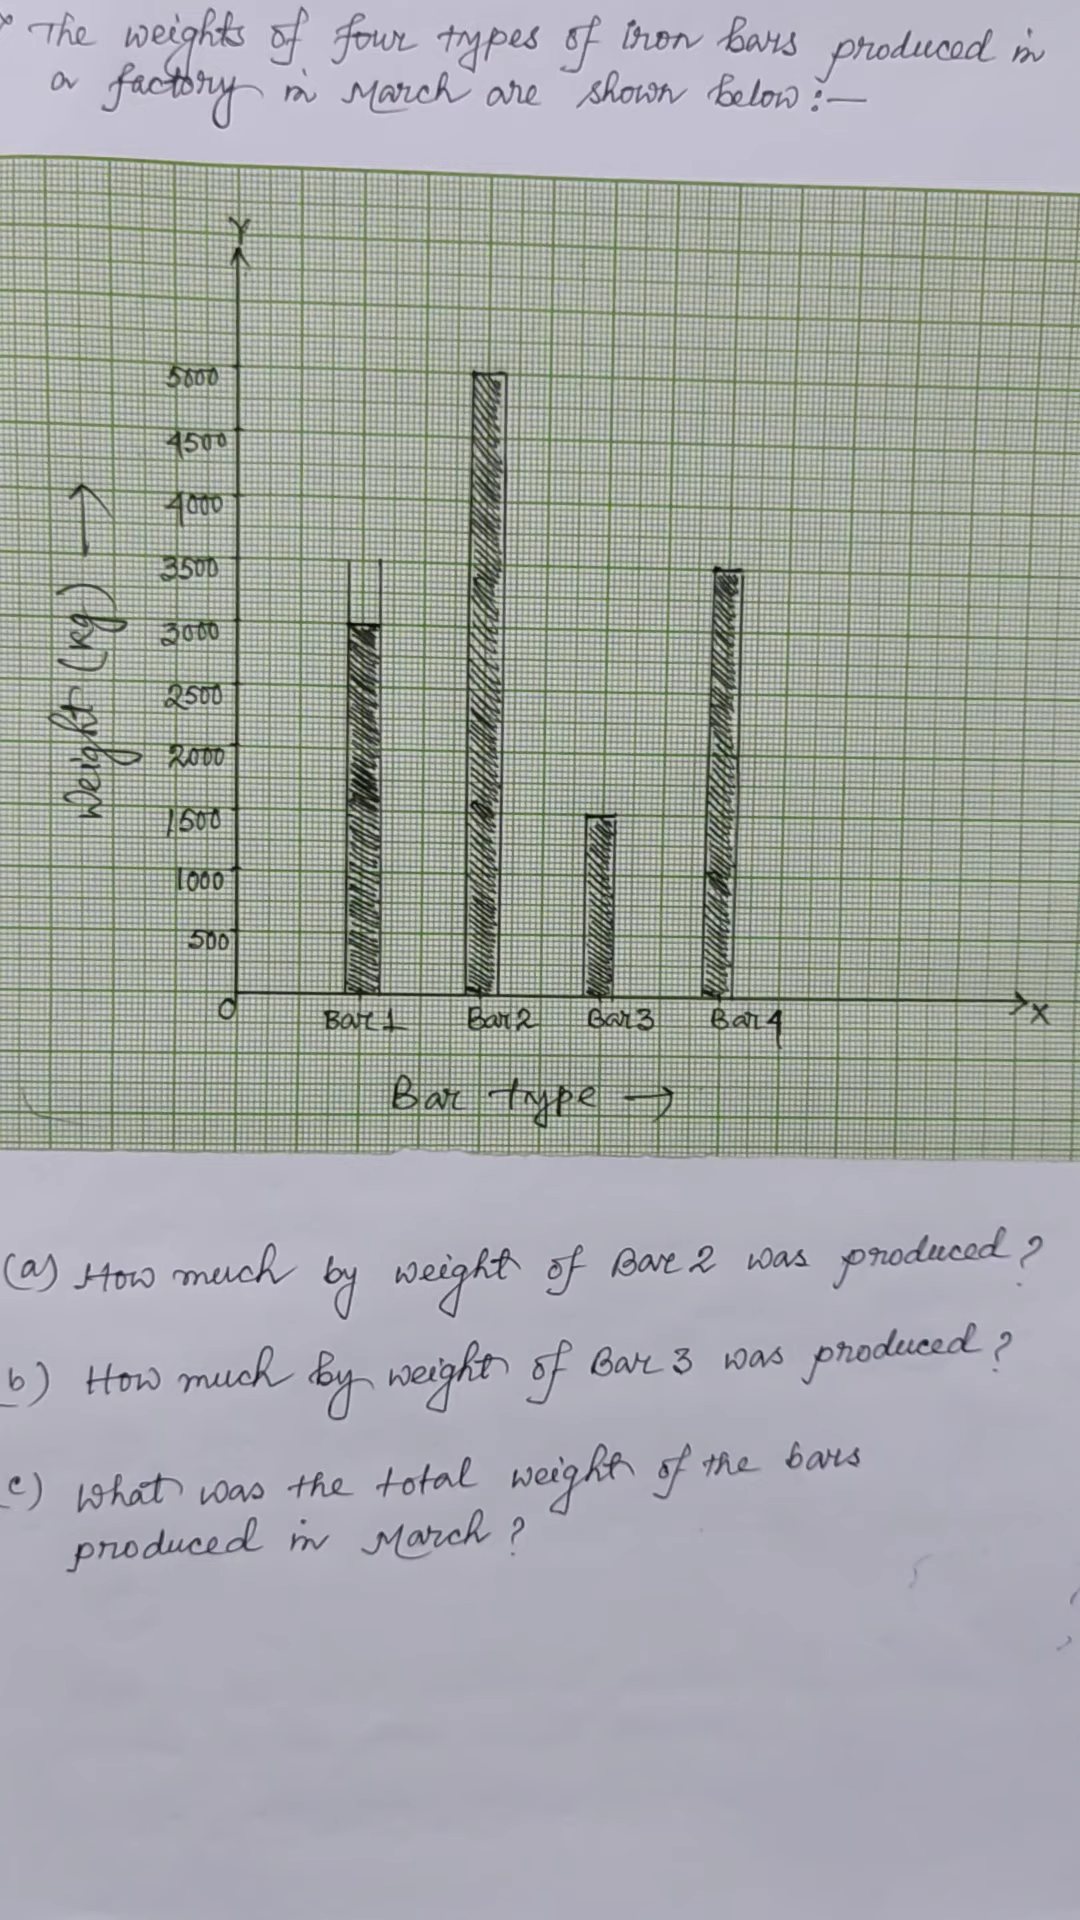 The weights of four types of iron bars produced in
a factory in March are shown below :—
Y
5000
4500
4000
3500
3000
2500
2000
1500
1000
500
O
Weight (kg)
Bar 1 Bar 2 Bar 3 Bar 4
X
Bar type
(a) How much by weight of Bar 2 was produced?
b) How much by weight of Bar 3 was produced?
c) What was the total weight of the bars
produced in March?